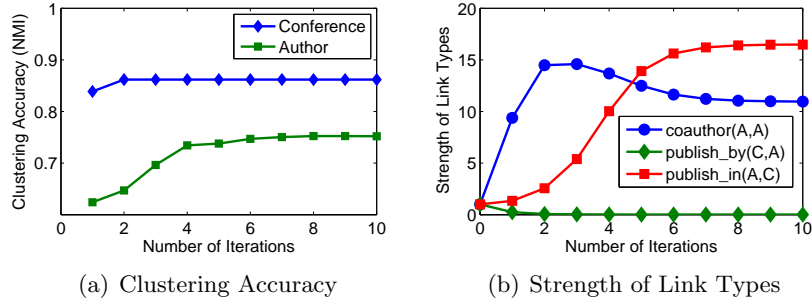 Clustering Accuracy (NMI)
1
0.9
0.8
0.7
0 2 4 6 8 10
Number of Iterations
Conference
Author
(a) Clustering Accuracy
Strength of Link Types
20
15
10
5
0
0 2 4 6 8 10
Number of Iterations
coauthor(A,A)
publish_by(C,A)
publish_in(A,C)
(b) Strength of Link Types